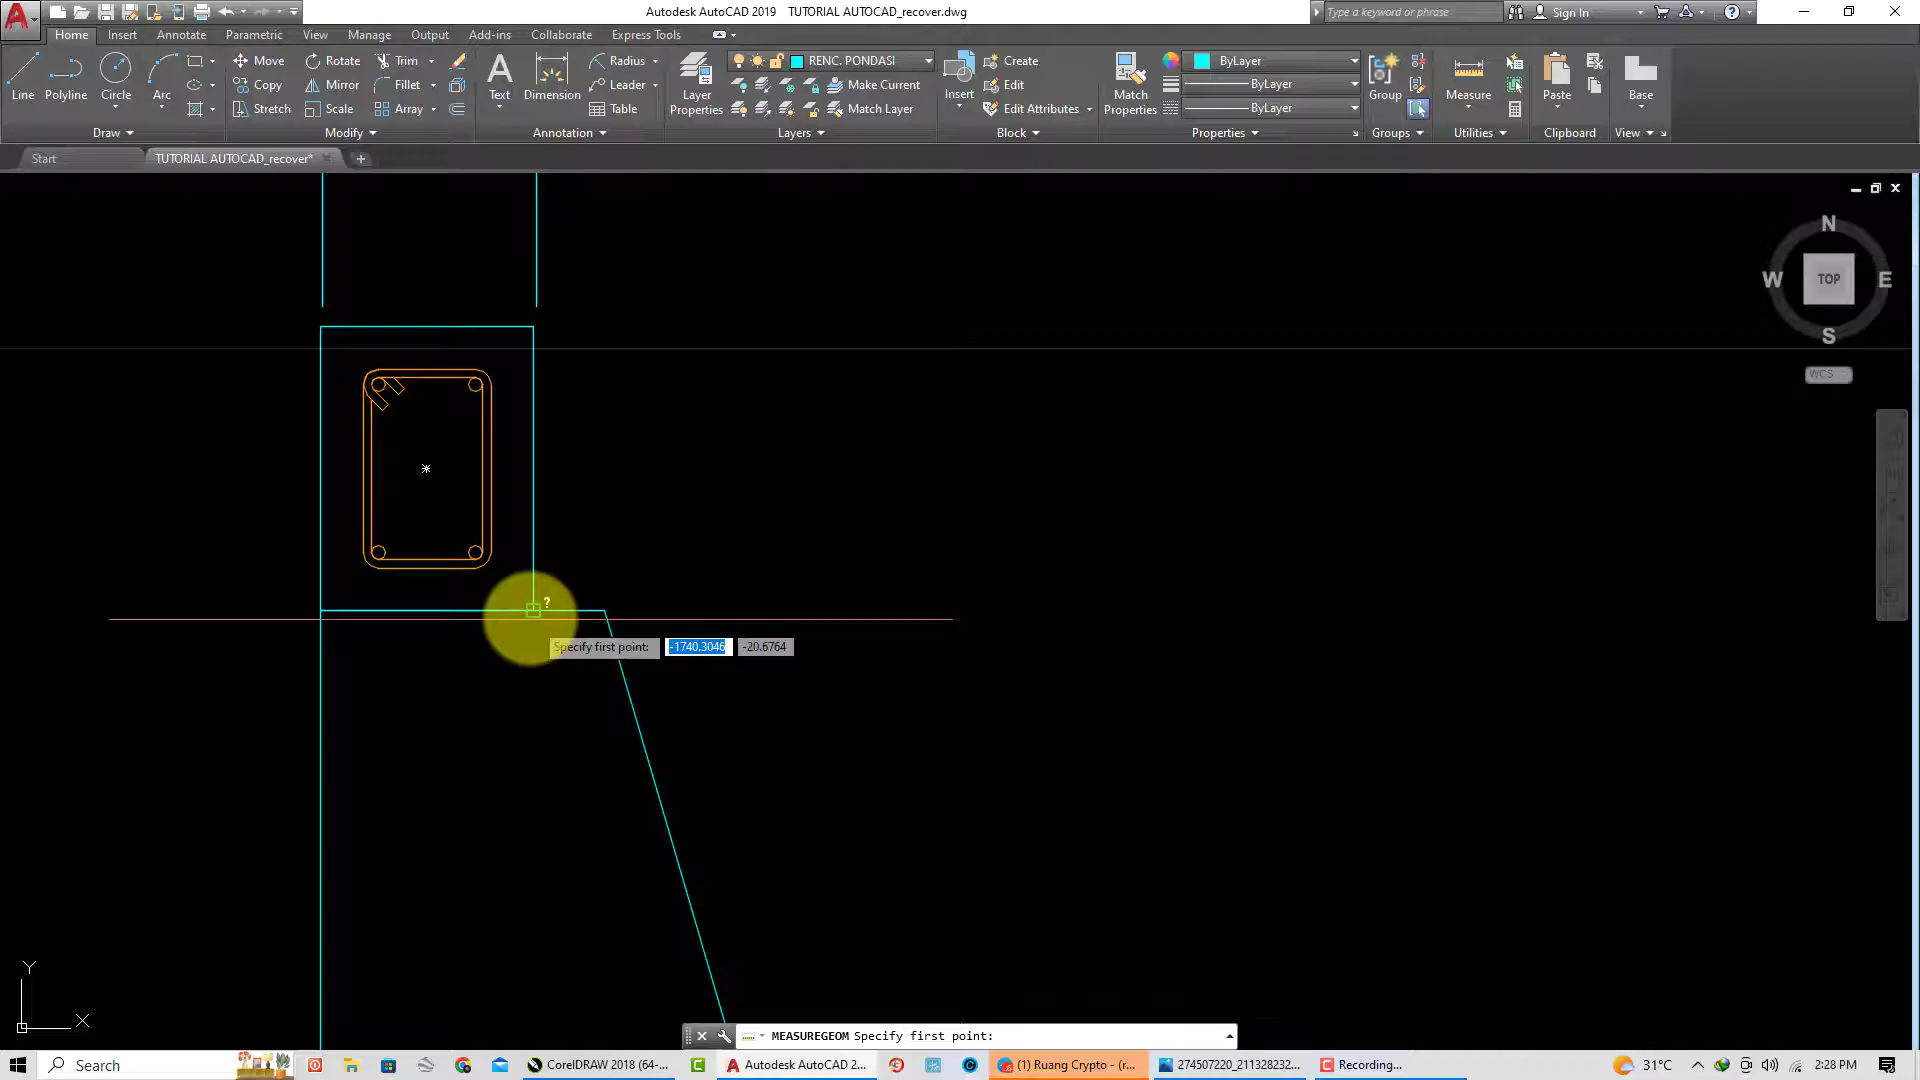 Autodesk AutoCAD 2019 TUTORIAL AUTOCAD_recover.dwg
Type a keyword or phrase
Sign In
Home Insert Annotate Parametric View Manage Output Add-ins Collaborate Express Tools
Line Polyline Circle Arc
Move Rotate Trim
Copy Mirror Fillet
Stretch Scale Array
Text Dimension
Radius
Leader
Table
Layer Properties
RENC. PONDASI
Make Current
Match Layer
Insert
Create
Edit
Edit Attributes
Match Properties
ByLayer
ByLayer
ByLayer
Group
Measure
Paste
Base
Draw Modify Annotation Layers Block Properties Groups Utilities Clipboard View
Start TUTORIAL AUTOCAD_recover*
N
W TOP E
S
WCS
?
Specify first point: -1740.3046 -20.6764
Y
X
MEASUREGEOM Specify first point:
Search
CorelDRAW 2018 (64-...
Autodesk AutoCAD 2...
(1) Ruang Crypto - (r...
274507220_211328232...
Recording...
31°C
2:28 PM